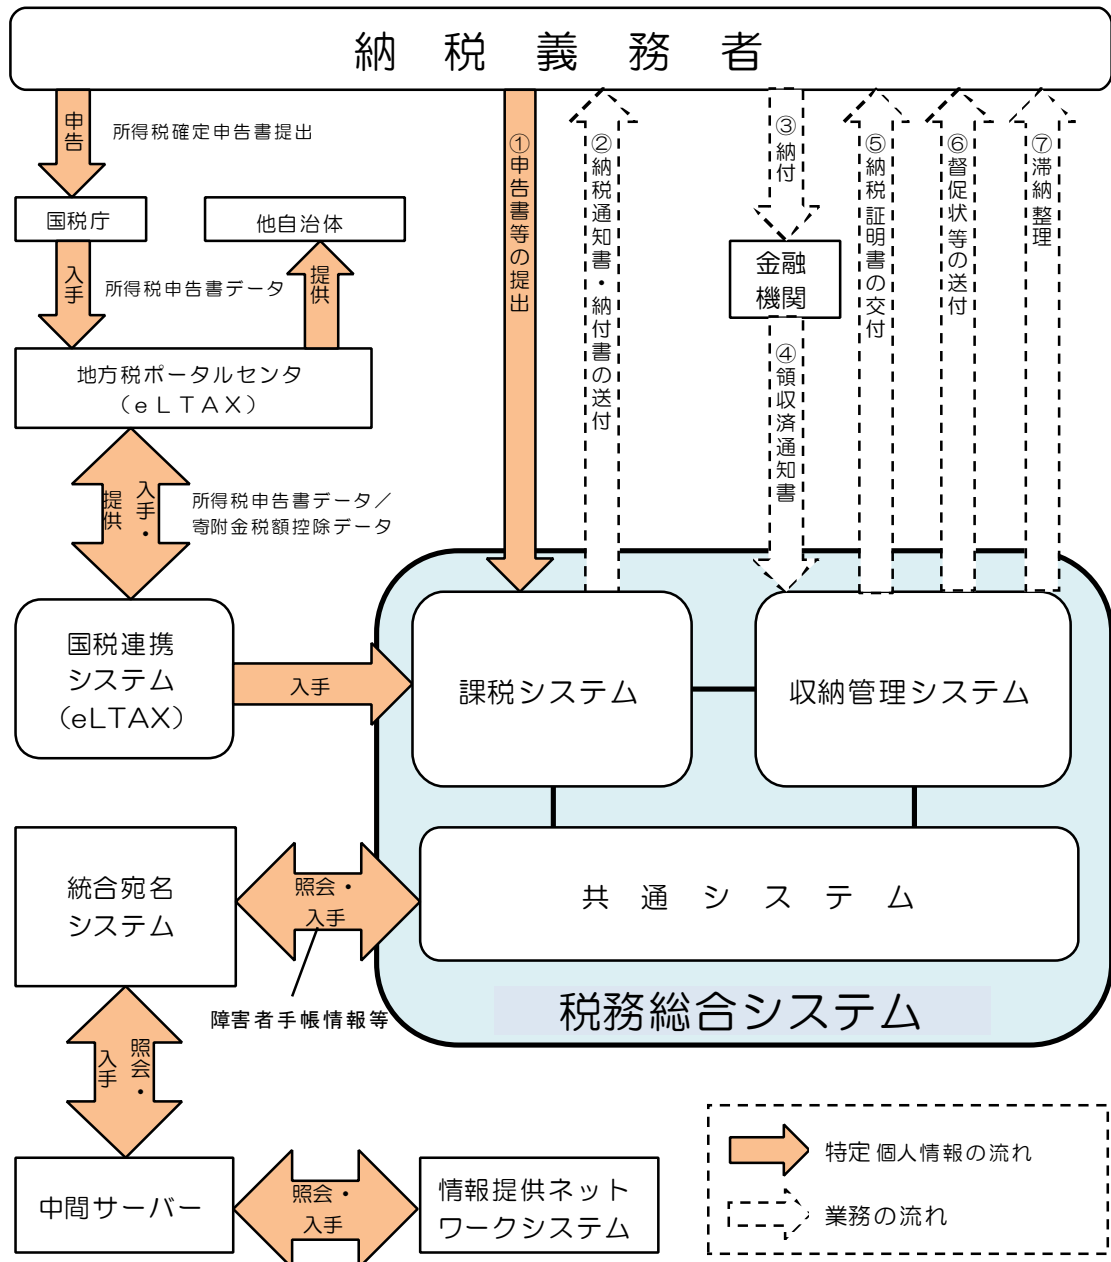 納税義務者
申告
所得税確定申告書提出
①申告書等の提出
②納税通知書・納付書の送付
③納付
⑤納税証明書の交付
⑥督促状等の送付
⑦滞納整理
国税庁
他自治体
入手
所得税申告書データ
提供
金融
機関
④領収済通知書
地方税ポータルセンタ
（eLTAX）
入手・
提供
所得税申告書データ／
寄附金税額控除データ
国税連携
システム
（eLTAX）
入手
課税システム
収納管理システム
統合宛名
システム
照会・
入手
共通システム
障害者手帳情報等
税務総合システム
照会・
入手
中間サーバー
照会・
入手
情報提供ネット
ワークシステム
特定個人情報の流れ
業務の流れ